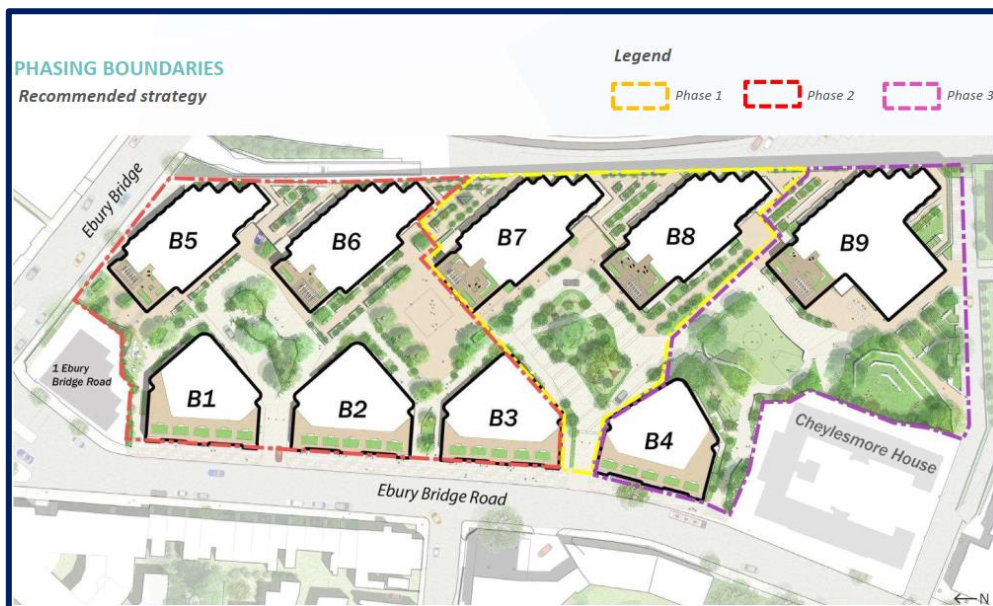 PHASING BOUNDARIES
Recommended strategy
Legend
Phase 1
Phase 2
Phase 3
Ebury Bridge
B5
B6
B7
B8
B9
1 Ebury
Bridge Road
B1
B2
B3
B4
Cheylesmore House
Ebury Bridge Road
N